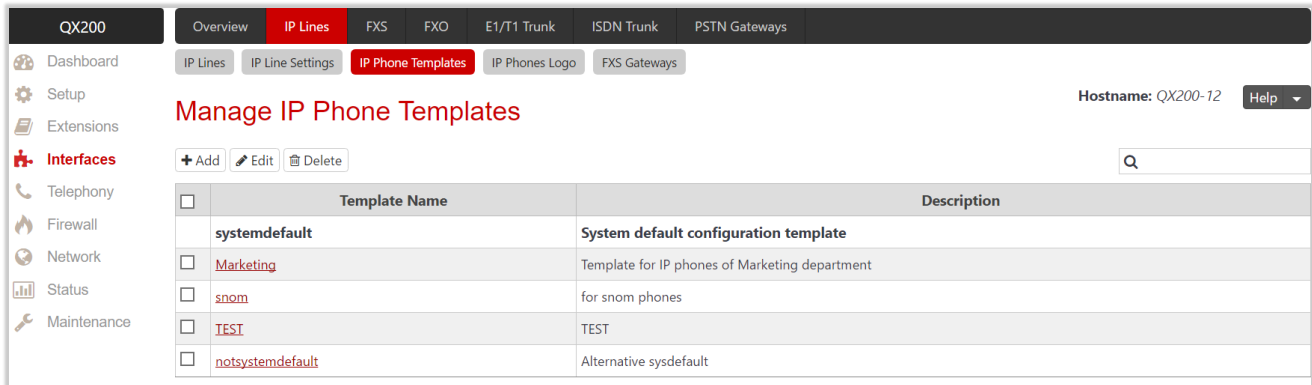 QX200
Overview IP Lines FXS FXO E1/T1 Trunk ISDN Trunk PSTN Gateways
Dashboard
Setup
Extensions
Interfaces
Telephony
Firewall
Network
Status
Maintenance
IP Lines IP Line Settings IP Phone Templates IP Phones Logo FXS Gateways
Manage IP Phone Templates
Hostname: QX200-12 Help
Add Edit Delete
Template Name Description
systemdefault System default configuration template
Marketing Template for IP phones of Marketing department
snom for snom phones
TEST TEST
notsystemdefault Alternative sysdefault